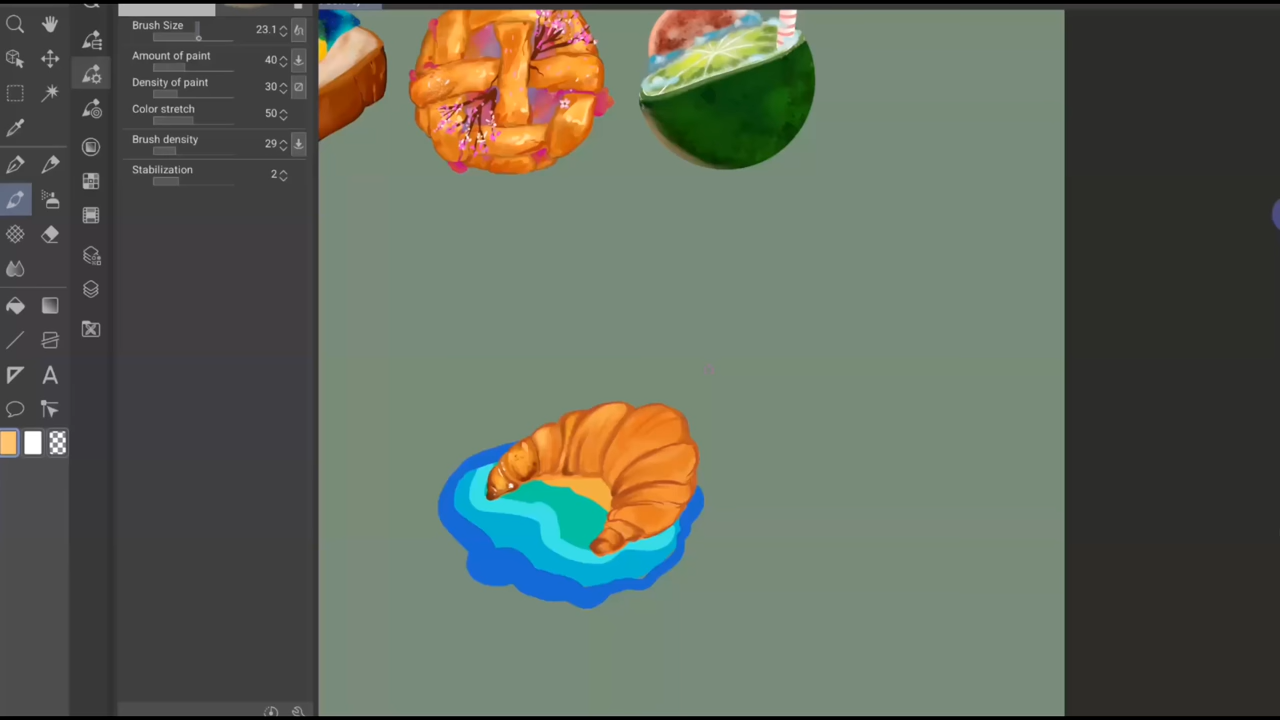 Brush Size 23.1
Amount of paint 40
Density of paint 30
Color stretch 50
Brush density 29
Stabilization 2
A